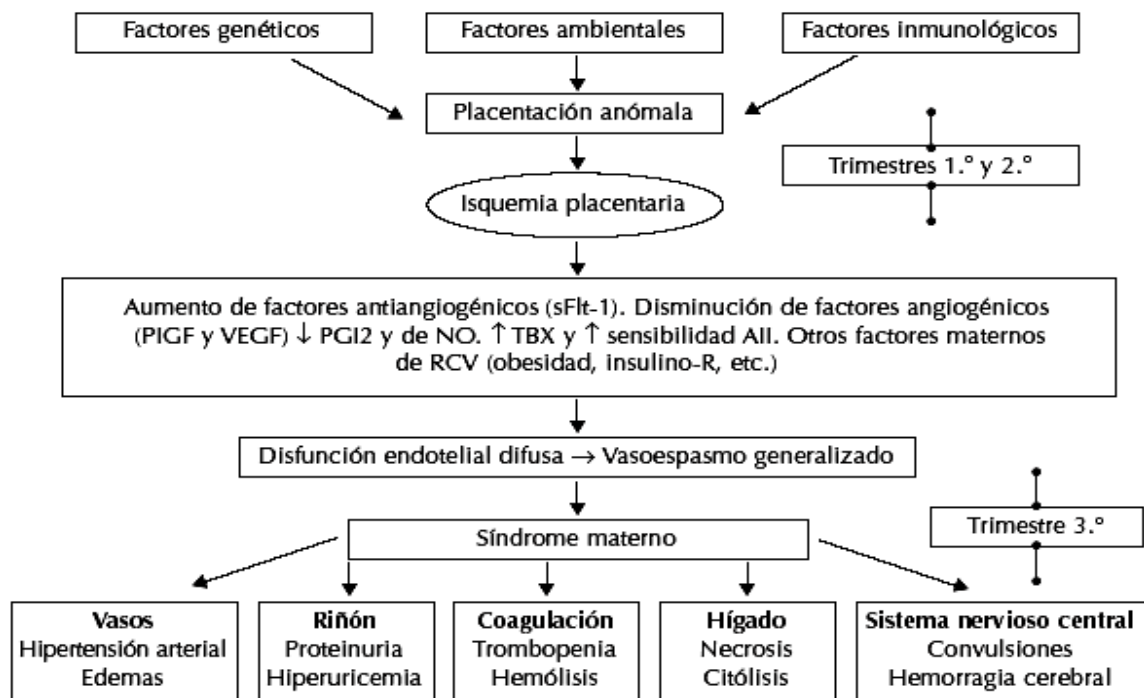 Factores genéticos
Factores ambientales
Factores inmunológicos
Placentación anómala
Trimestres 1.º y 2.º
Isquemia placentaria
Aumento de factores antiangiogénicos (sFlt-1). Disminución de factores angiogénicos
(PlGF y VEGF) ↓ PGI2 y de NO. ↑ TBX y ↑ sensibilidad AII. Otros factores maternos
de RCV (obesidad, insulino-R, etc.)
Disfunción endotelial difusa → Vasoespasmo generalizado
Trimestre 3.º
Síndrome materno
Vasos
Hipertensión arterial
Edemas
Riñón
Proteinuria
Hiperuricemia
Coagulación
Trombopenia
Hemólisis
Hígado
Necrosis
Citólisis
Sistema nervioso central
Convulsiones
Hemorragia cerebral